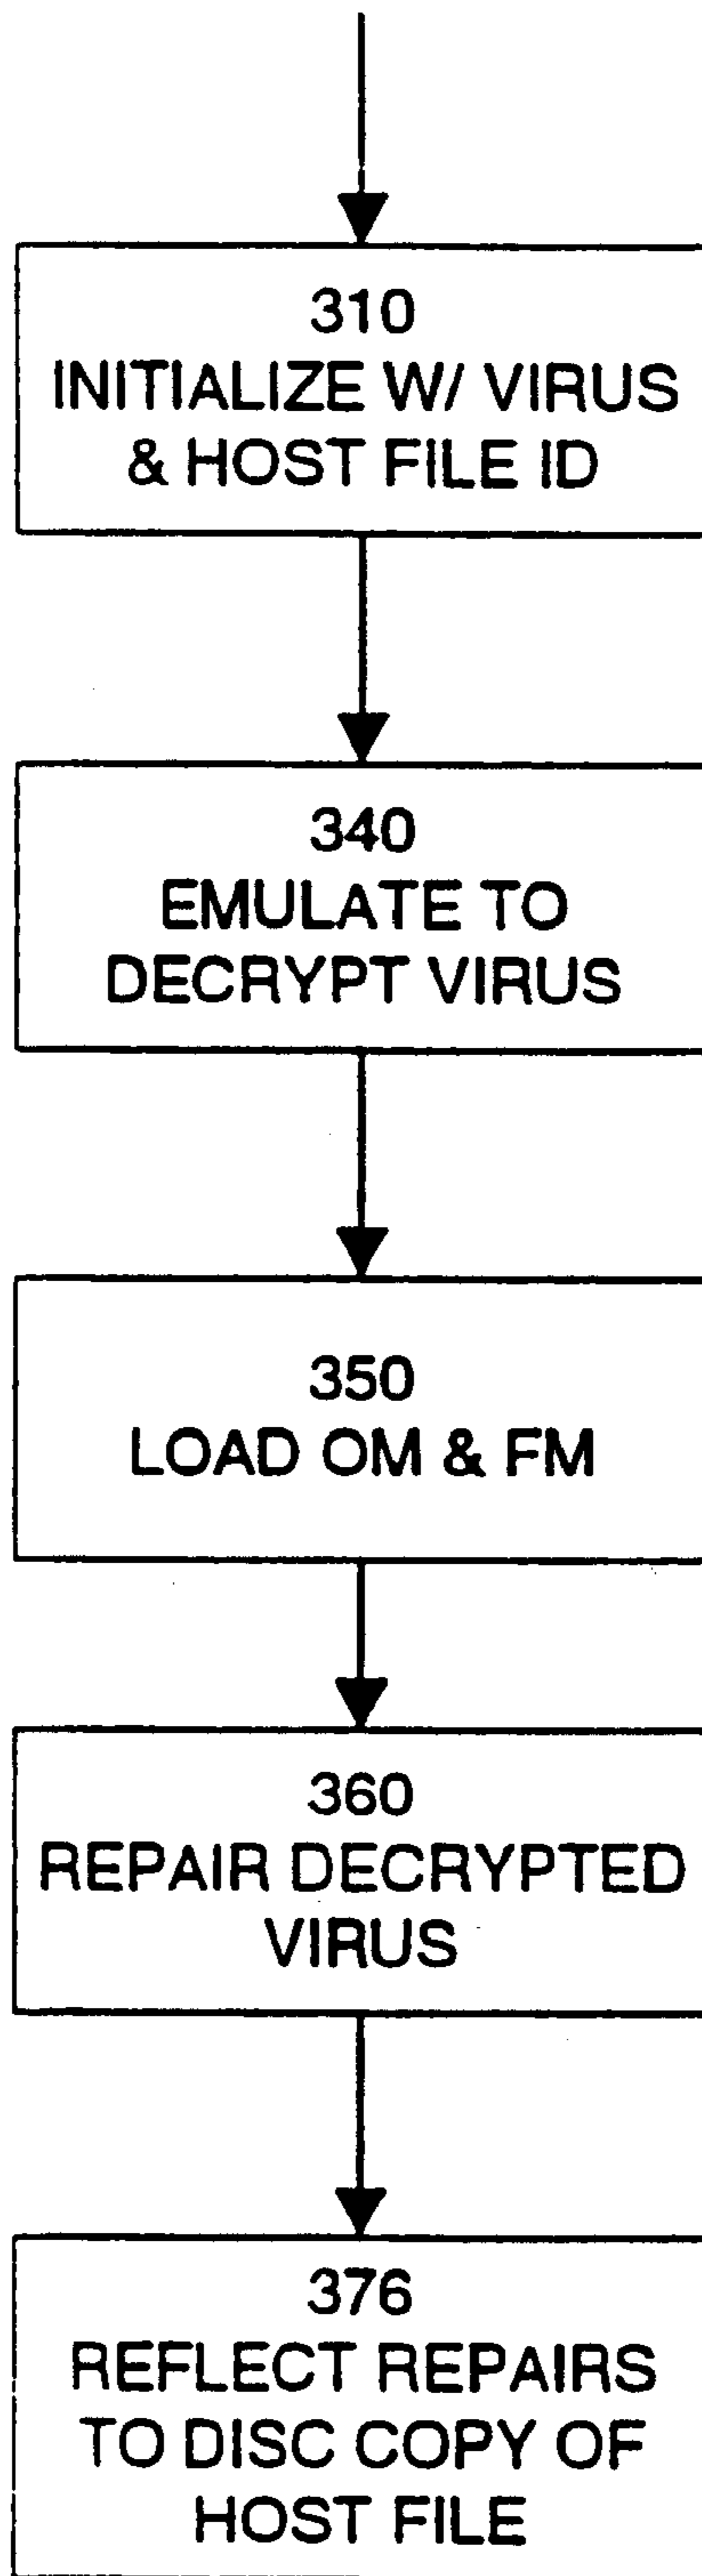 310
INITIALIZE W/ VIRUS
& HOST FILE ID
340
EMULATE TO
DECRYPT VIRUS
350
LOAD OM & FM
360
REPAIR DECRYPTED
VIRUS
376
REFLECT REPAIRS
TO DISC COPY OF
HOST FILE